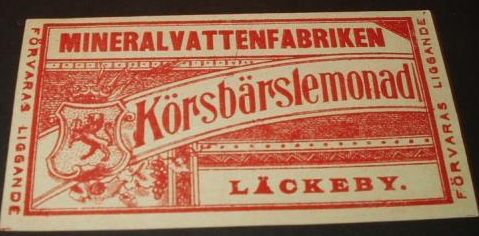 MINERALVATTENFABRIKEN
Körsbärslemonad
LÄCKEBY.
FÖRVARAS LIGGANDE
FÖRVARAS LIGGANDE.